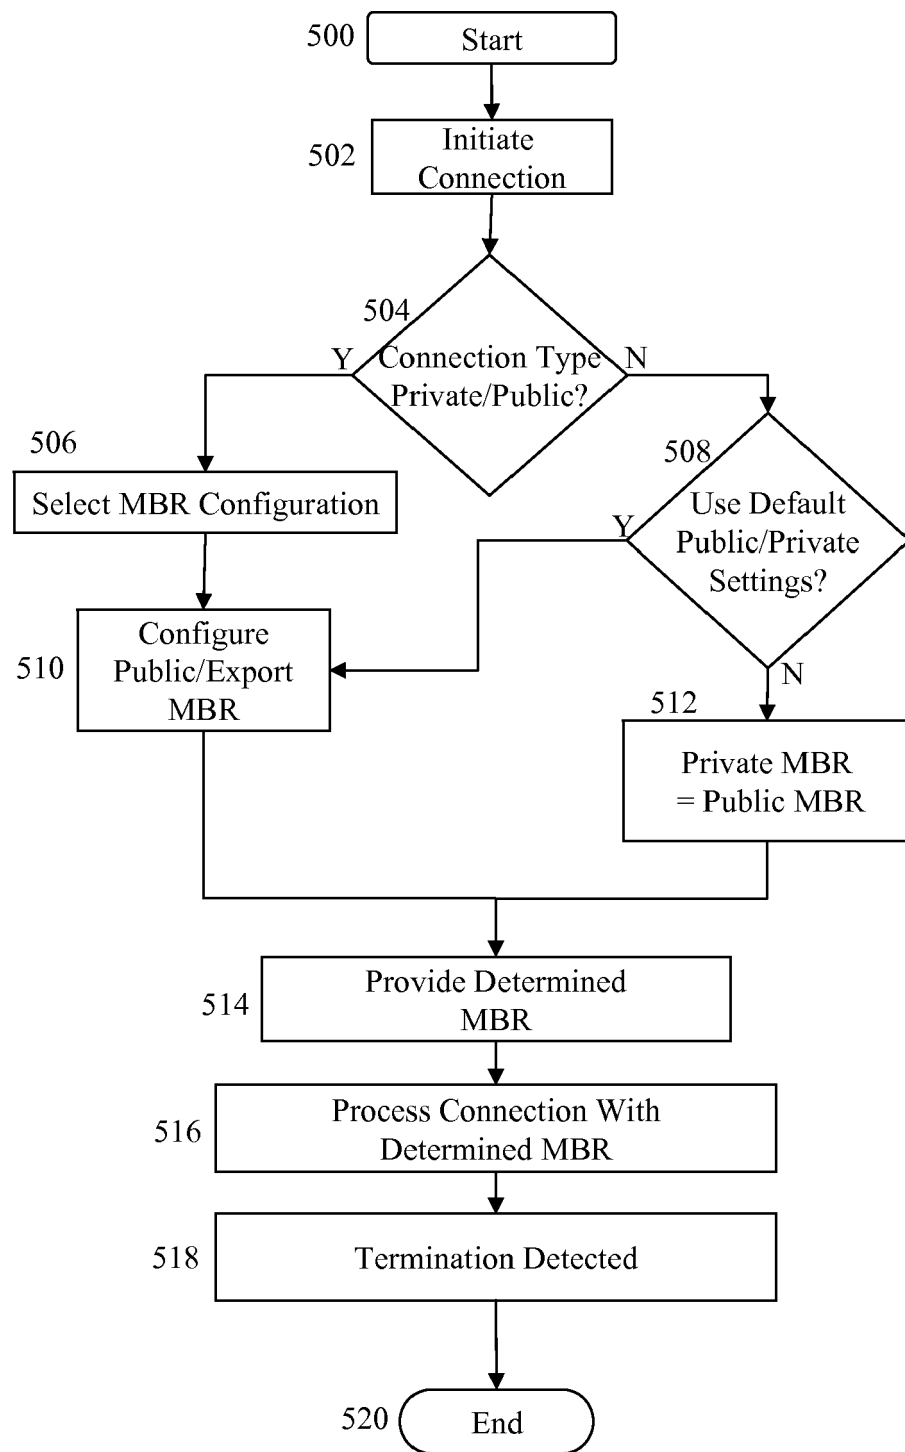 500
Start
502
Initiate
Connection
504
Y
Connection Type
Private/Public?
N
506
Select MBR Configuration
508
Y
Use Default
Public/Private
Settings?
N
510
Configure
Public/Export
MBR
512
Private MBR
= Public MBR
514
Provide Determined
MBR
516
Process Connection With
Determined MBR
518
Termination Detected
520
End